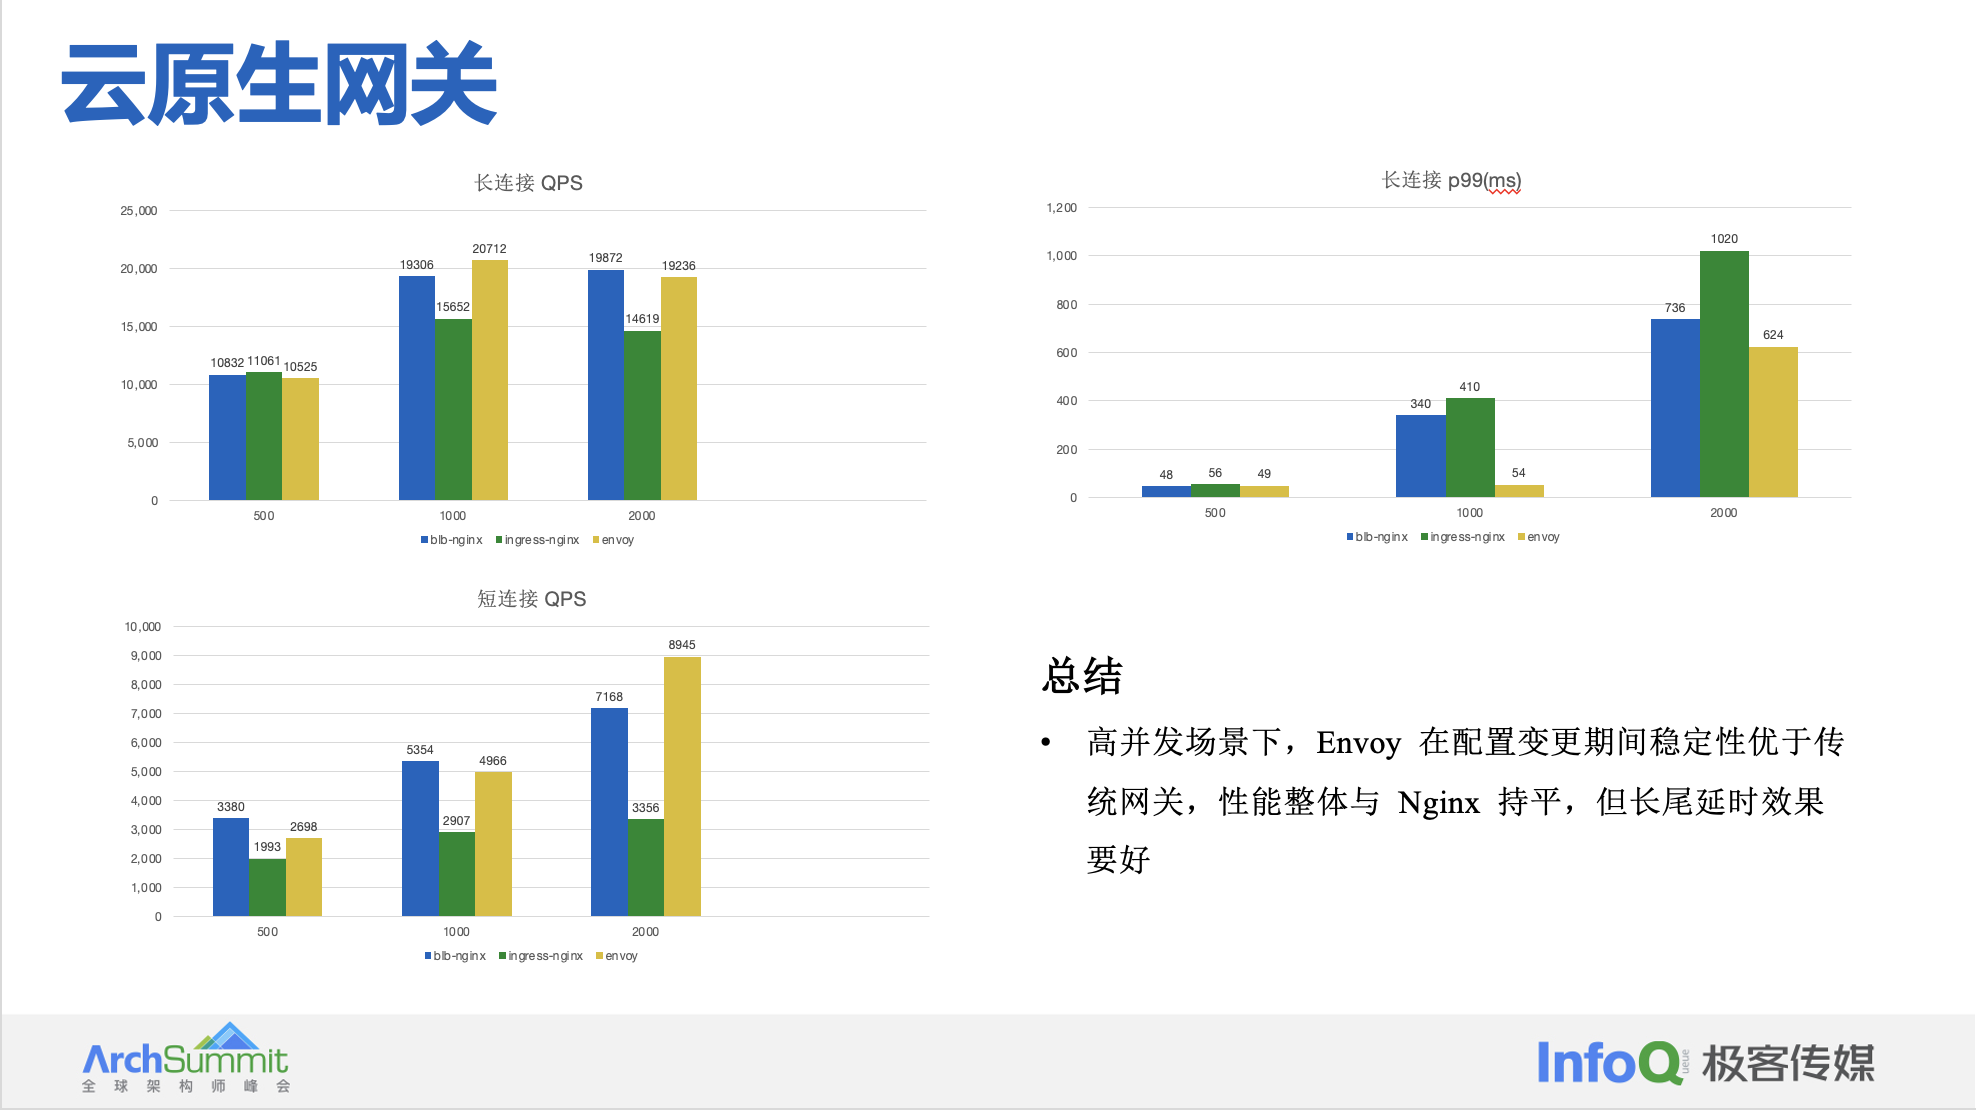 云原生网关
长连接 QPS
25,000
20,000
15,000
10,000
5,000
0
10832 11061 10525
19306 15652 20712
19872 14619 19236
500 1000 2000
blb-nginx ingress-nginx envoy
长连接 p99(ms)
1,200
1,000
800
600
400
200
0
48 56 49
340 410 54
736 1020 624
500 1000 2000
blb-nginx ingress-nginx envoy
短连接 QPS
10,000
9,000
8,000
7,000
6,000
5,000
4,000
3,000
2,000
1,000
0
3380 1993 2698
5354 2907 4966
7168 3356 8945
500 1000 2000
blb-nginx ingress-nginx envoy
总结
• 高并发场景下，Envoy 在配置变更期间稳定性优于传
统网关，性能整体与 Nginx 持平，但长尾延时效果
要好
ArchSummit
全球架构师峰会
InfoQueue 极客传媒